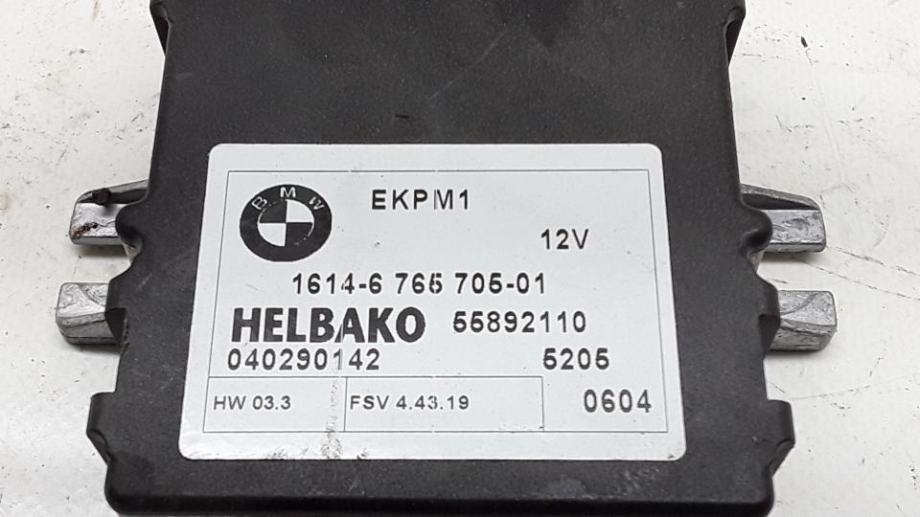 BMW
EKPM1
12V
1614-6 765 705-01
HELBAKO 55892110
040290142 5205
HW 03.3 FSV 4.43.19 0604